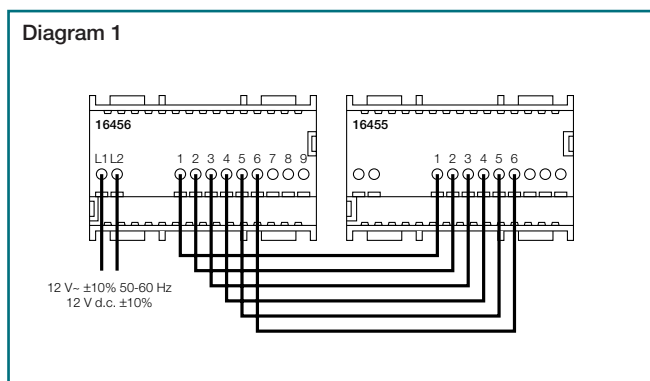 Diagram 1
16456
16455
L1 L2 1 2 3 4 5 6 7 8 9
1 2 3 4 5 6
12 V~ ±10% 50-60 Hz
12 V d.c. ±10%